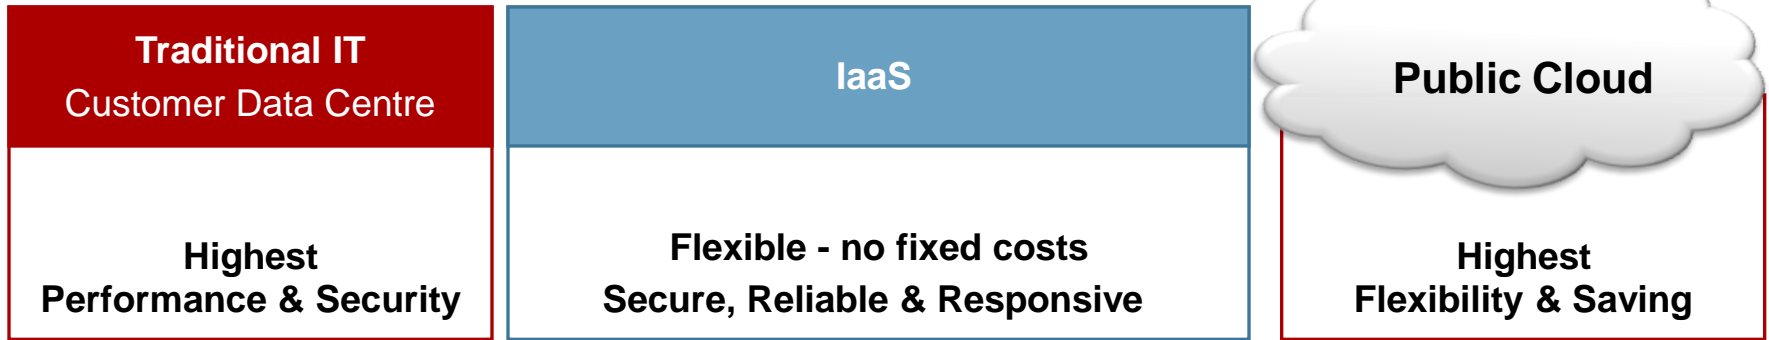 Traditional IT
Customer Data Centre
Highest
Performance & Security
IaaS
Flexible - no fixed costs
Secure, Reliable & Responsive
Public Cloud
Highest
Flexibility & Saving